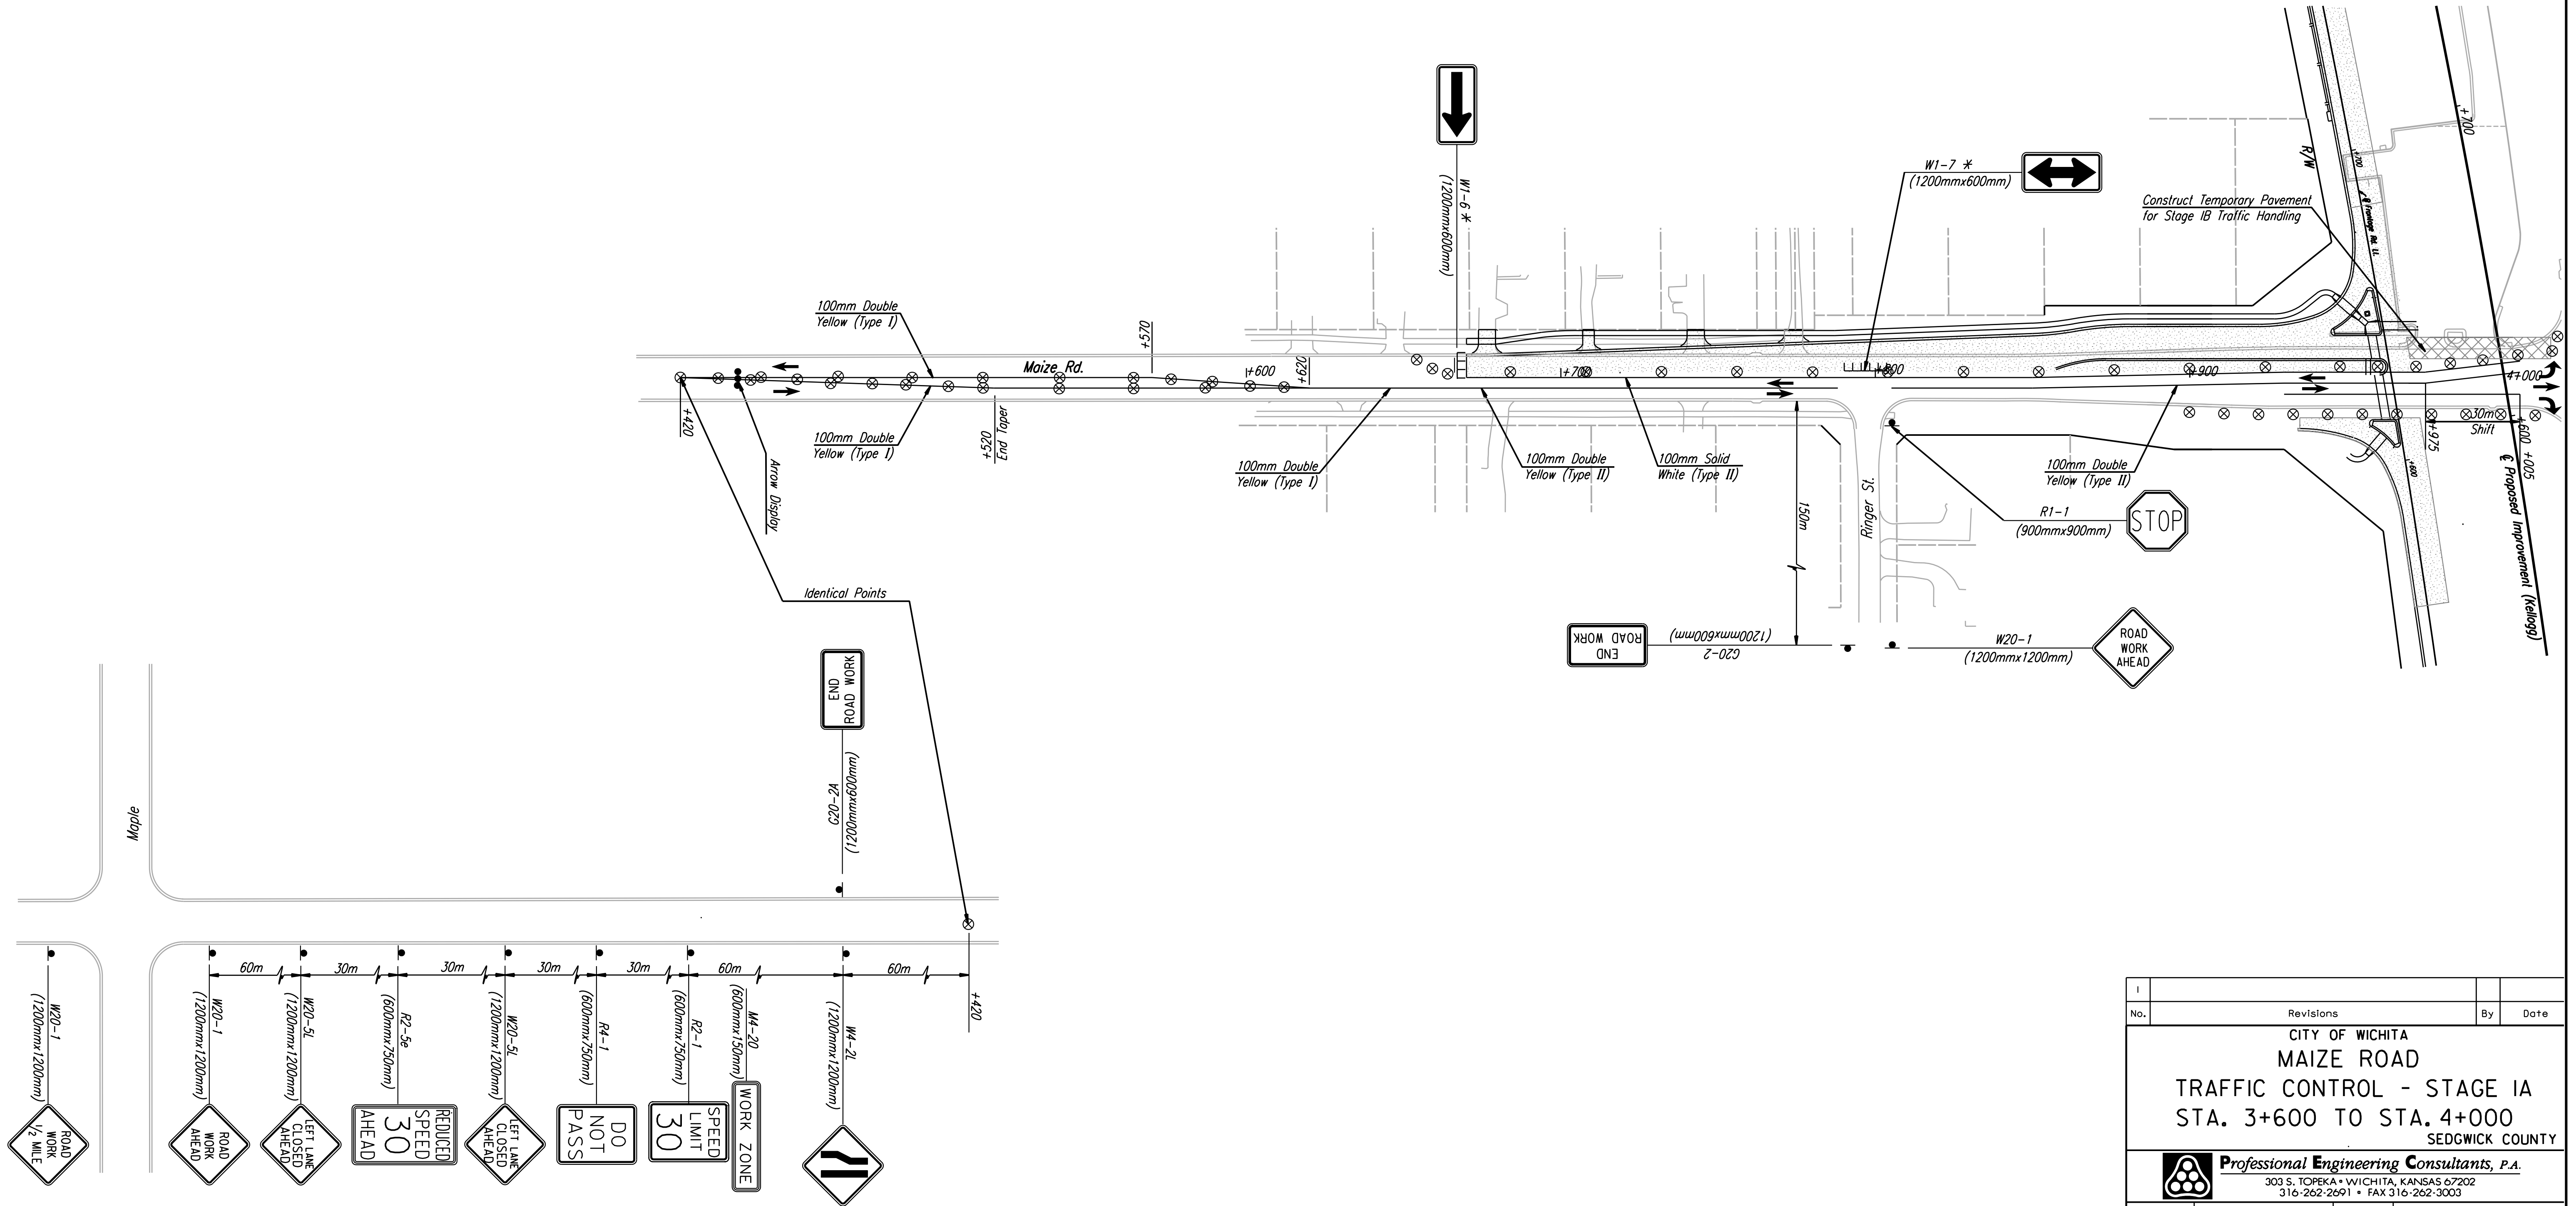 W1-6 *
(1200mmx600mm)
W1-7 *
(1200mmx600mm)
R/W
+700
+700
₵ Frontage Rd. LL
Construct Temporary Pavement
for Stage IB Traffic Handling
100mm Double
Yellow (Type I)
+570
Maize Rd.
+600
+620
+700
+800
+900
4+000
+420
100mm Double
Yellow (Type I)
+520
End Taper
Arrow Display
100mm Double
Yellow (Type I)
100mm Double
Yellow (Type II)
100mm Solid
White (Type II)
150m
Ringer St.
100mm Double
Yellow (Type II)
30m
Shift
+975
+600
+600
+005
₵ Proposed Improvement (Kellogg)
R1-1
(900mmx900mm)
STOP
Identical Points
END
ROAD WORK
G20-2
(1200mmx600mm)
W20-1
(1200mmx1200mm)
ROAD
WORK
AHEAD
END
ROAD WORK
G20-2A
(1200mmx600mm)
Maple
60m
30m
30m
30m
30m
60m
60m
+420
W20-1
(1200mmx1200mm)
ROAD
WORK
1/2 MILE
W20-1
(1200mmx1200mm)
ROAD
WORK
AHEAD
W20-5L
(1200mmx1200mm)
LEFT LANE
CLOSED
AHEAD
R2-5e
(600mmx750mm)
REDUCED
SPEED
30
AHEAD
W20-5L
(1200mmx1200mm)
LEFT LANE
CLOSED
AHEAD
R4-1
(600mmx750mm)
DO
NOT
PASS
R2-1
(600mmx750mm)
SPEED
LIMIT
30
M4-20
(600mmx150mm)
WORK ZONE
W4-2L
(1200mmx1200mm)
1
No.
Revisions
By
Date
CITY OF WICHITA
MAIZE ROAD
TRAFFIC CONTROL - STAGE IA
STA. 3+600 TO STA. 4+000
SEDGWICK COUNTY
Professional Engineering Consultants, P.A.
303 S. TOPEKA • WICHITA, KANSAS 67202
316-262-2691 • FAX 316-262-3003